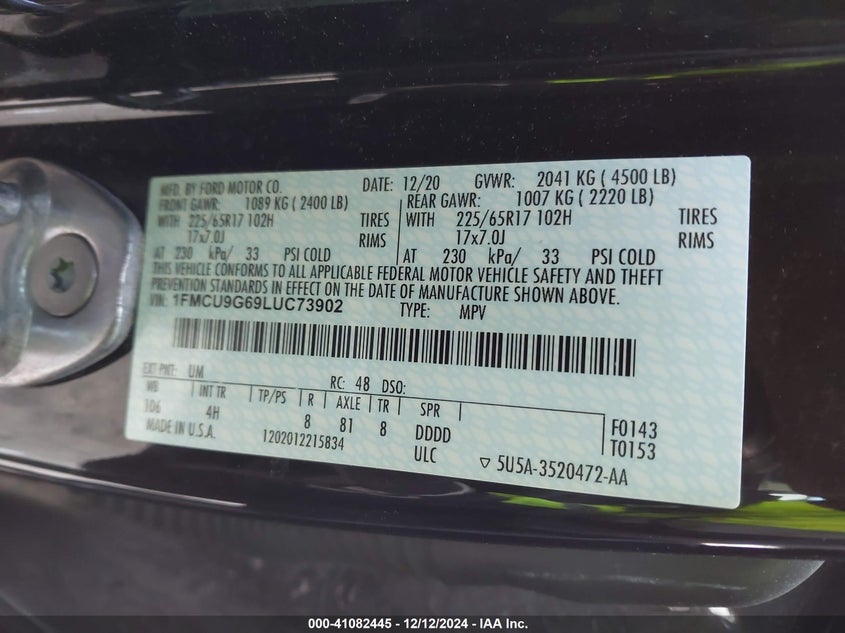 MFD. BY FORD MOTOR CO. DATE: 12/20 GVWR: 2041 KG ( 4500 LB)
FRONT GAWR: 1089 KG ( 2400 LB) REAR GAWR: 1007 KG ( 2220 LB)
WITH 225/65R17 102H TIRES WITH 225/65R17 102H TIRES
17x7.0J RIMS 17x7.0J RIMS
AT 230 kPa/ 33 PSI COLD AT 230 kPa/ 33 PSI COLD
THIS VEHICLE CONFORMS TO ALL APPLICABLE FEDERAL MOTOR VEHICLE SAFETY AND THEFT
PREVENTION STANDARDS IN EFFECT ON THE DATE OF MANUFACTURE SHOWN ABOVE.
VIN: 1FMCU9G69LUC73902 TYPE: MPV
EXT PNT: UM RC: 48 DSO:
WB INT TR TP/PS R AXLE TR SPR
106 4H 8 81 8 DDDD F0143
MADE IN U.S.A. 1202012215834 ULC T0153
5U5A-3520472-AA
000-41082445 - 12/12/2024 - IAA Inc.